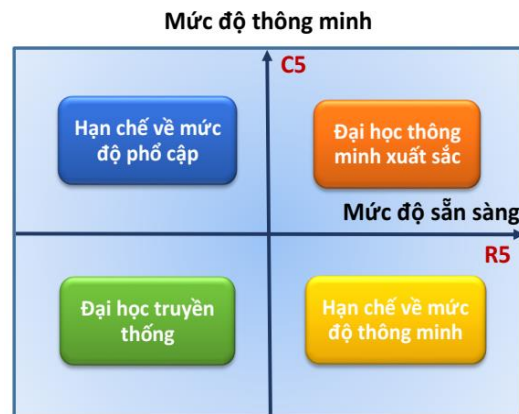 Mức độ thông minh
C5
Hạn chế về mức
độ phổ cập
Đại học thông
minh xuất sắc
Mức độ sẵn sàng
R5
Đại học truyền
thống
Hạn chế về mức
độ thông minh